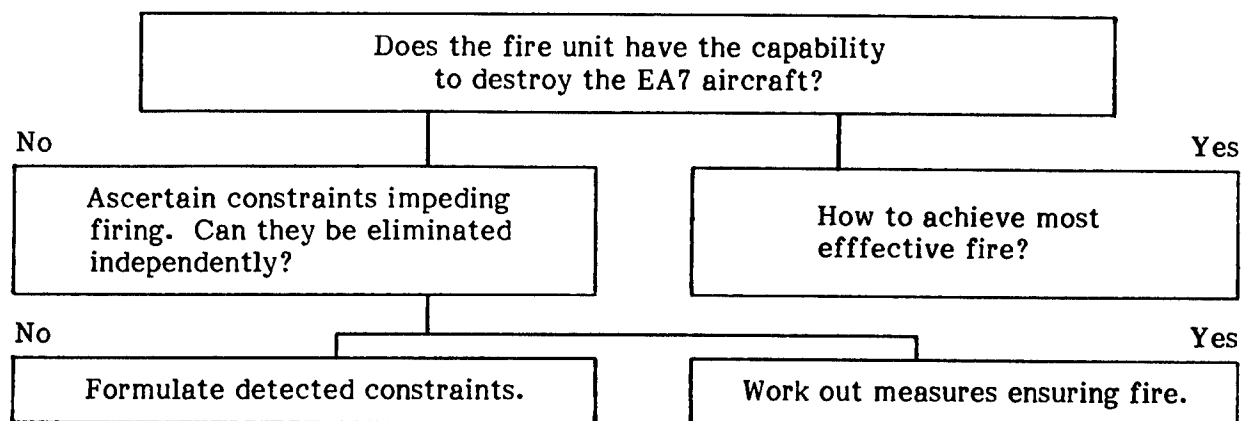 Does the fire unit have the capability
to destroy the EA7 aircraft?
No
Yes
Ascertain constraints impeding
firing. Can they be eliminated
independently?
How to achieve most
efffective fire?
No
Yes
Formulate detected constraints.
Work out measures ensuring fire.